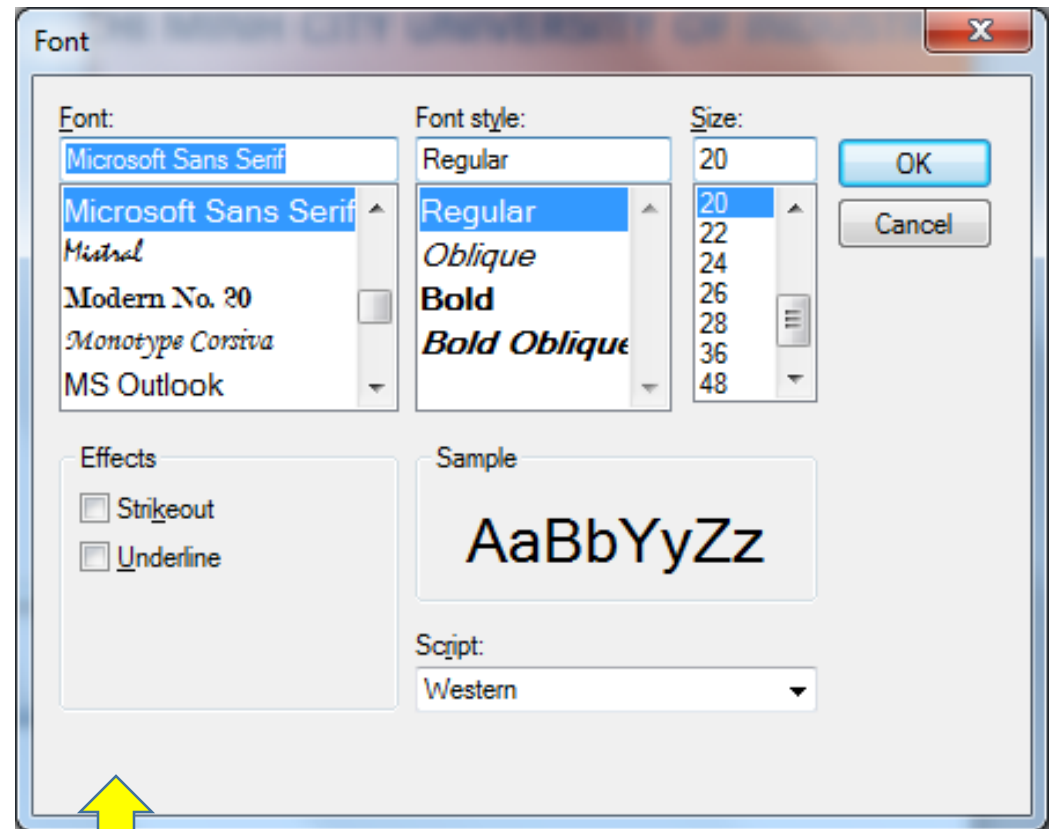 Font
Font:
Font style:
Size:
Microsoft Sans Serif
Regular
20
OK
Microsoft Sans Serif
Mistral
Modern No. 20
Monotype Corsiva
MS Outlook
Regular
Oblique
Bold
Bold Oblique
20
22
24
26
28
36
48
Cancel
Effects
Strikeout
Underline
Sample
AaBbYyZz
Script:
Western